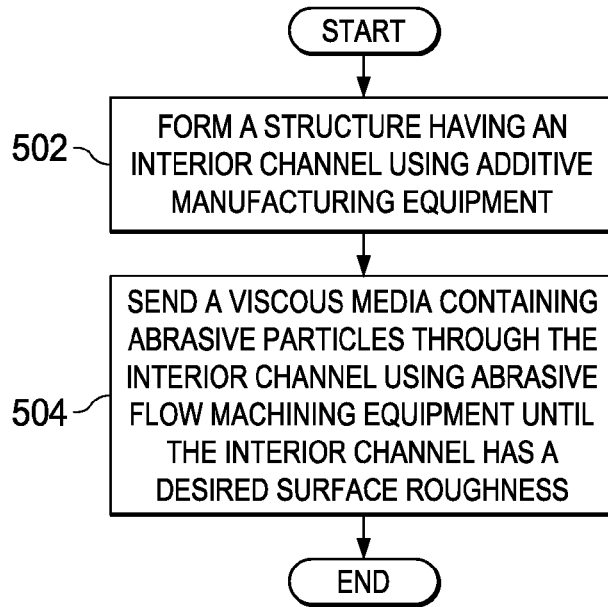 START
502
FORM A STRUCTURE HAVING AN
INTERIOR CHANNEL USING ADDITIVE
MANUFACTURING EQUIPMENT
504
SEND A VISCOUS MEDIA CONTAINING
ABRASIVE PARTICLES THROUGH THE
INTERIOR CHANNEL USING ABRASIVE
FLOW MACHINING EQUIPMENT UNTIL
THE INTERIOR CHANNEL HAS A
DESIRED SURFACE ROUGHNESS
END